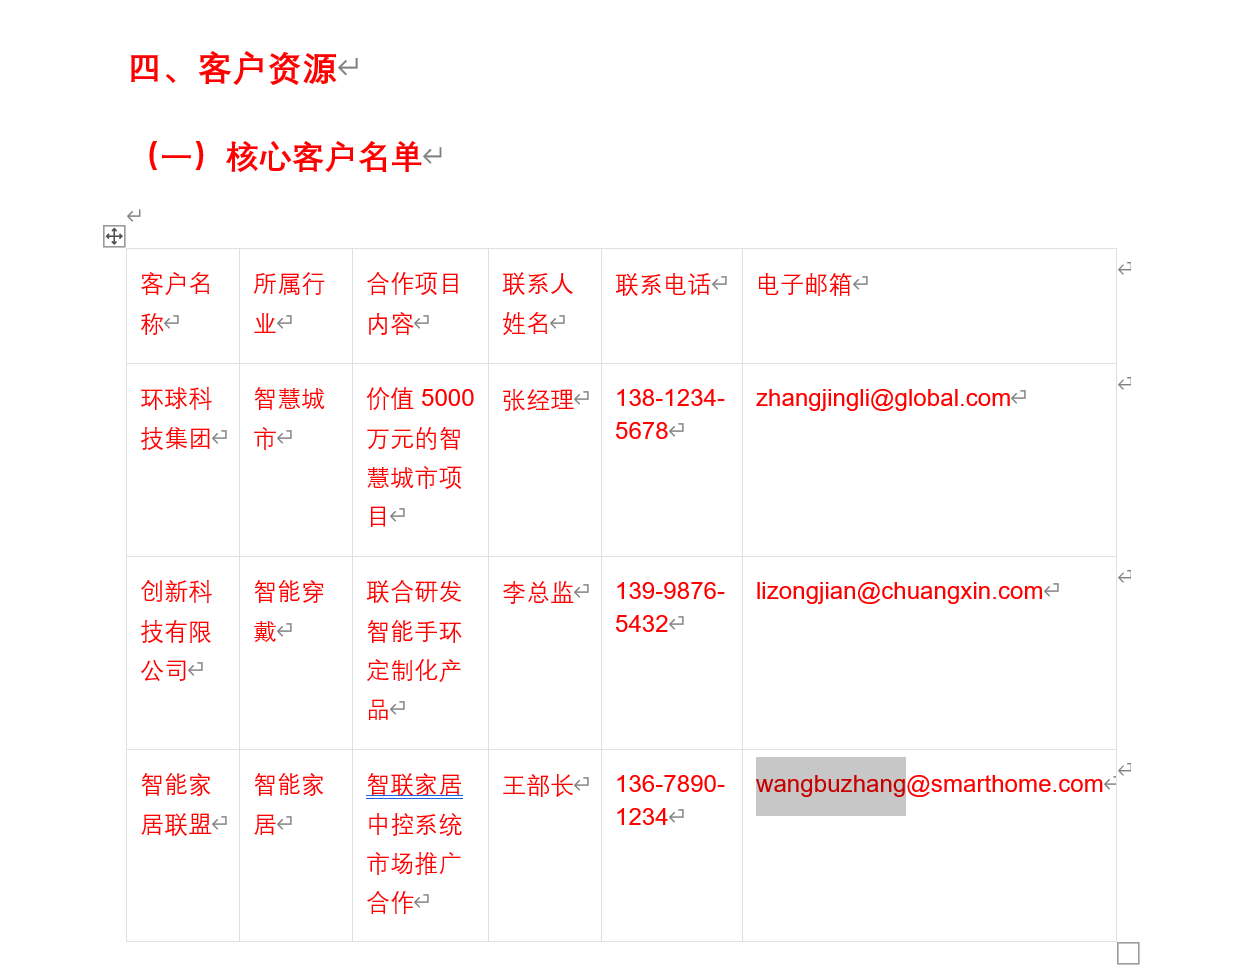 四、客户资源
（一）核心客户名单
客户名
称
所属行
业
合作项目
内容
联系人
姓名
联系电话
电子邮箱
环球科
技集团
智慧城
市
价值 5000
万元的智
慧城市项
目
张经理
138-1234-
5678
zhangjingli@global.com
创新科
技有限
公司
智能穿
戴
联合研发
智能手环
定制化产
品
李总监
139-9876-
5432
lizongjian@chuangxin.com
智能家
居联盟
智能家
居
智联家居
中控系统
市场推广
合作
王部长
136-7890-
1234
wangbuzhang@smarthome.com